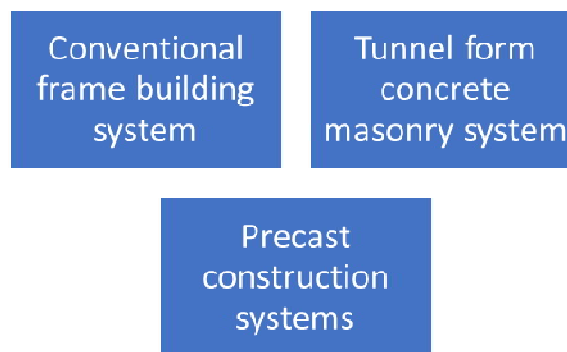 Conventional
frame building
system
Tunnel form
concrete
masonry system
Precast
construction
systems